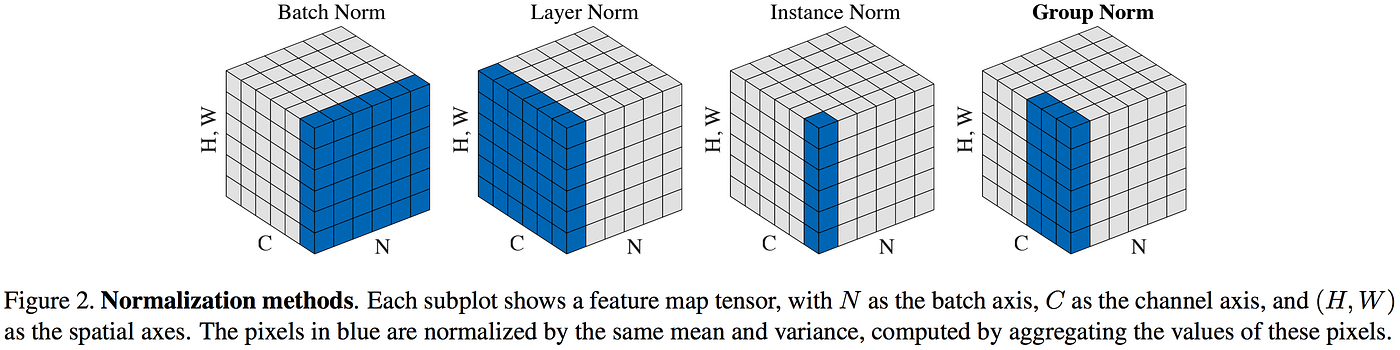 Batch Norm
Layer Norm
Instance Norm
Group Norm
H, W
C
N
H, W
C
N
H, W
C
N
H, W
C
N
Figure 2. Normalization methods. Each subplot shows a feature map tensor, with N as the batch axis, C as the channel axis, and (H, W)
as the spatial axes. The pixels in blue are normalized by the same mean and variance, computed by aggregating the values of these pixels.